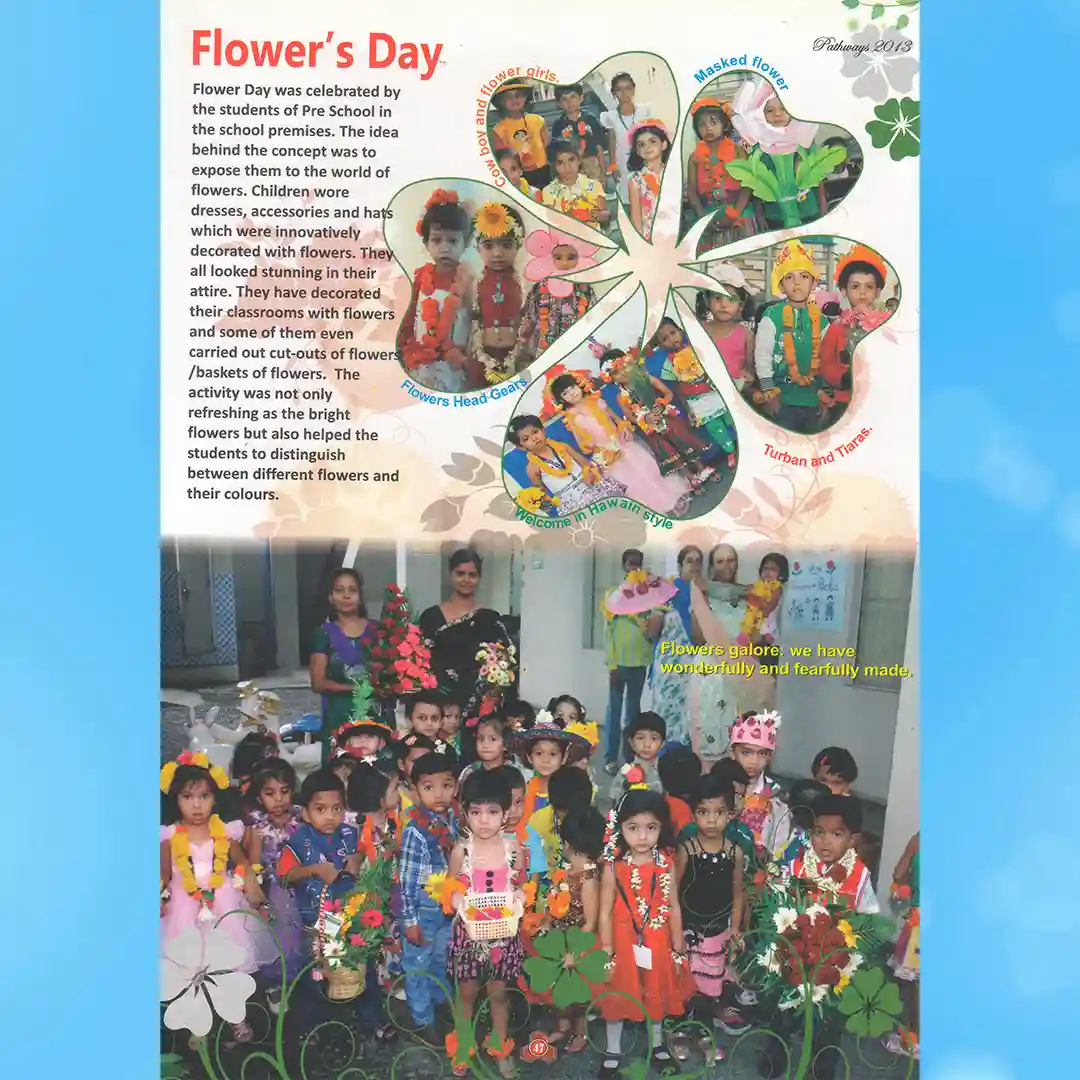 Flower's Day
Pathways 2013
Flower Day was celebrated by
the students of Pre School in
the school premises. The idea
behind the concept was to
expose them to the world of
flowers. Children wore
dresses, accessories and hats
which were innovatively
decorated with flowers. They
all looked stunning in their
attire. They have decorated
their classrooms with flowers
and some of them even
carried out cut-outs of flowers
/baskets of flowers. The
activity was not only
refreshing as the bright
flowers but also helped the
students to distinguish
between different flowers and
their colours.
Cow boy and flower girls.
Masked flower
Flowers Head Gears
Turban and Tiaras.
Welcome in Hawain style
Flowers galore: we have
wonderfully and fearfully made.
47